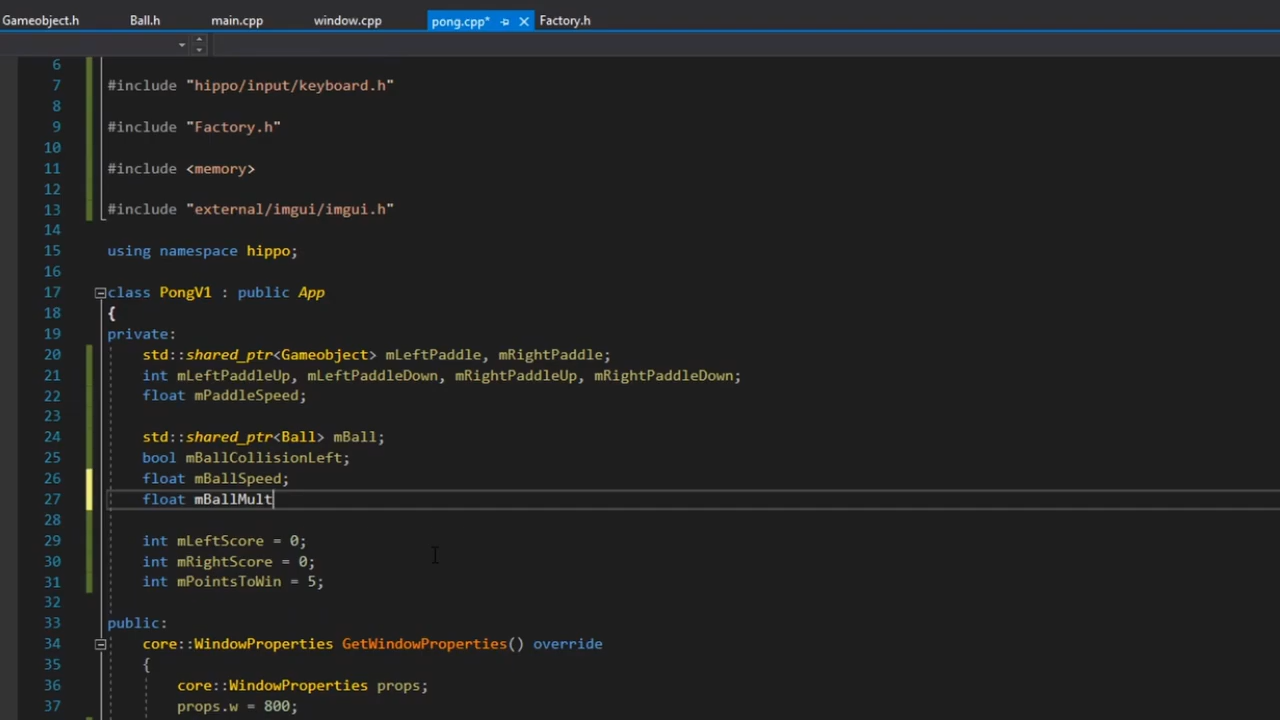 Gameobject.h Ball.h main.cpp window.cpp pong.cpp* Factory.h
6
7 #include "hippo/input/keyboard.h"
8
9 #include "Factory.h"
10
11 #include <memory>
12
13 #include "external/imgui/imgui.h"
14
15 using namespace hippo;
16
17 class PongV1 : public App
18 {
19 private:
20 std::shared_ptr<Gameobject> mLeftPaddle, mRightPaddle;
21 int mLeftPaddleUp, mLeftPaddleDown, mRightPaddleUp, mRightPaddleDown;
22 float mPaddleSpeed;
23
24 std::shared_ptr<Ball> mBall;
25 bool mBallCollisionLeft;
26 float mBallSpeed;
27 float mBallMult
28
29 int mLeftScore = 0;
30 int mRightScore = 0;
31 int mPointsToWin = 5;
32
33 public:
34 core::WindowProperties GetWindowProperties() override
35 {
36 core::WindowProperties props;
37 props.w = 800;